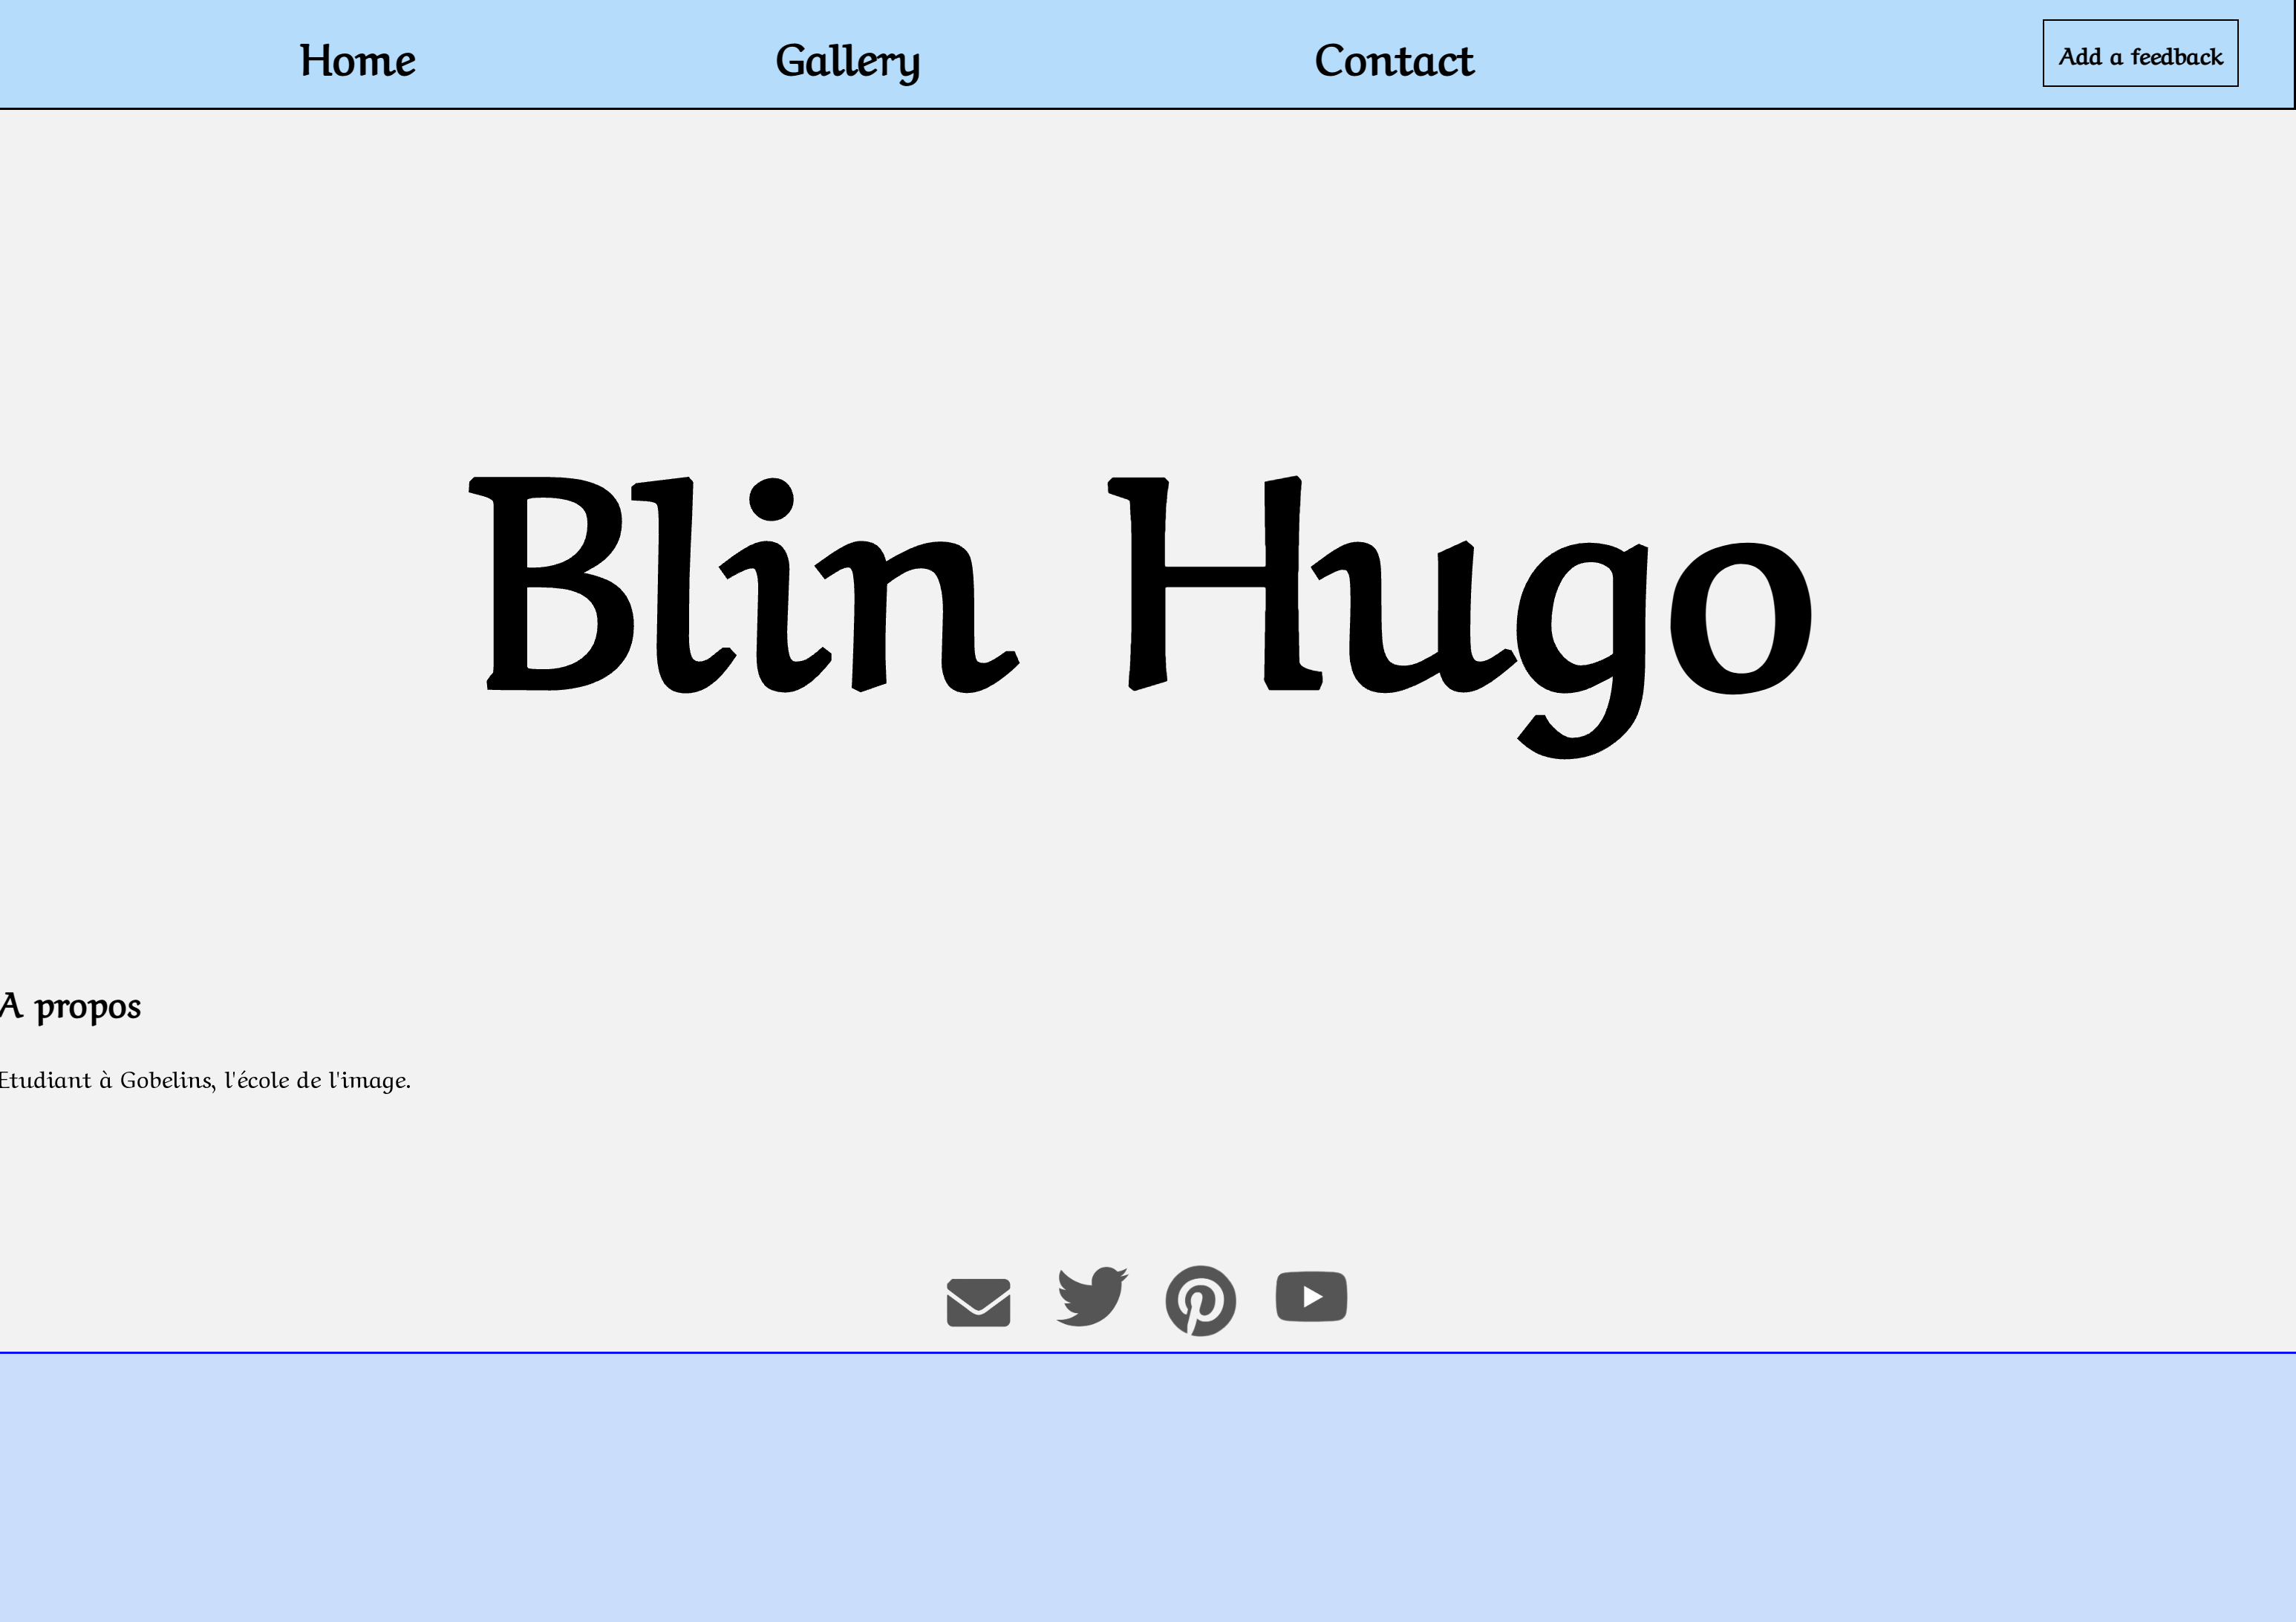 Home Gallery Contact Add a feedback
Blin Hugo
A propos
Etudiant à Gobelins, l'école de l'image.